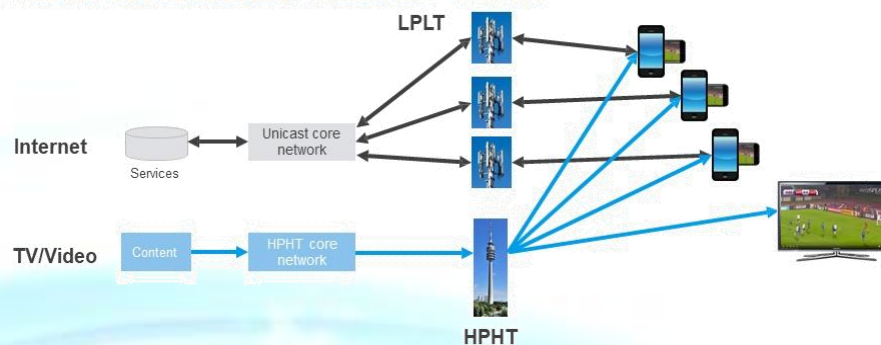 LPLT
Internet
Services
Unicast core
network
TV/Video
Content
HPHT core
network
HPHT